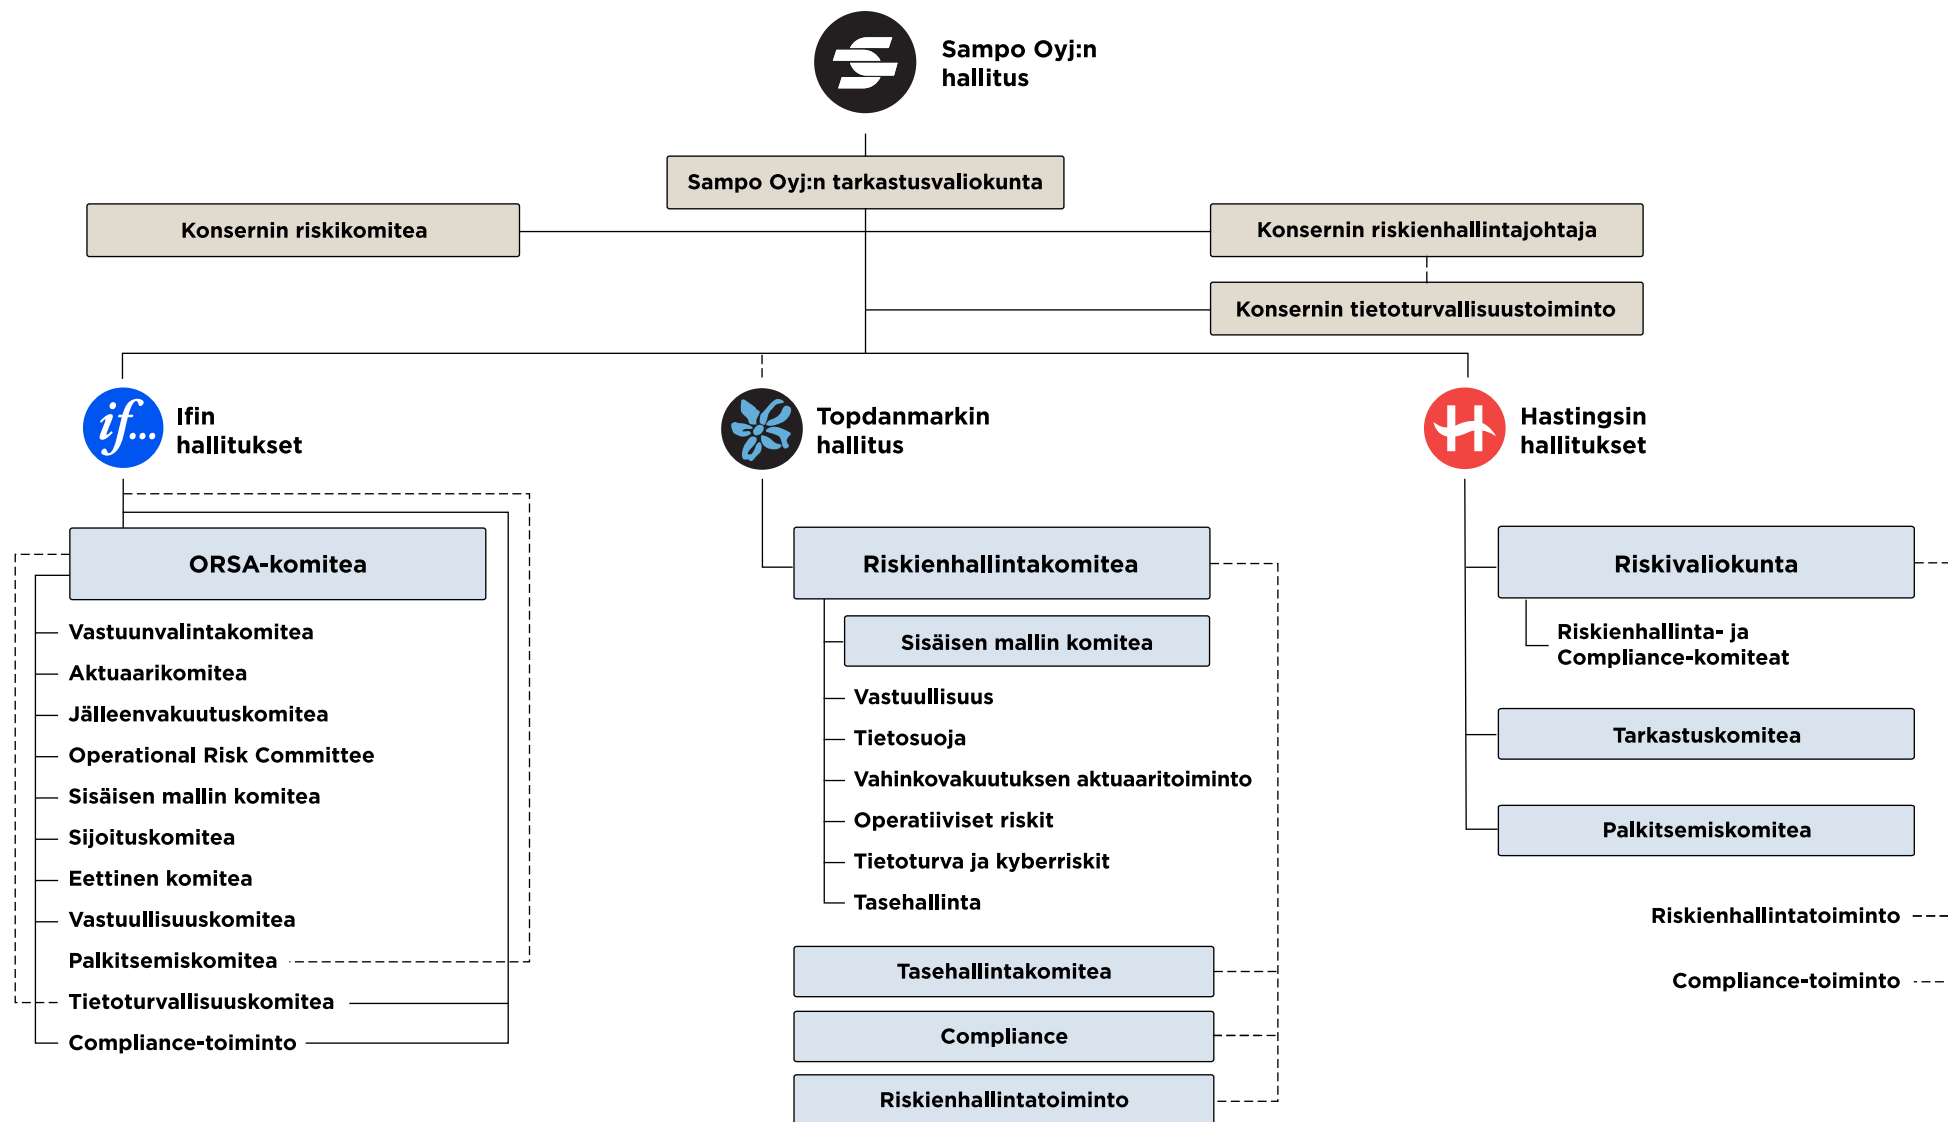 Sampo Oyj:n
hallitus
Sampo Oyj:n tarkastusvaliokunta
Konsernin riskikomitea
Konsernin riskienhallintajohtaja
Konsernin tietoturvallisuustoiminto
if...
Ifin
hallitukset
Topdanmarkin
hallitus
Hastingsin
hallitukset
ORSA-komitea
Vastuunvalintakomitea
Aktuaarikomitea
Jälleenvakuutuskomitea
Operational Risk Committee
Sisäisen mallin komitea
Sijoituskomitea
Eettinen komitea
Vastuullisuuskomitea
Palkitsemiskomitea
Tietoturvallisuuskomitea
Compliance-toiminto
Riskienhallintakomitea
Sisäisen mallin komitea
Vastuullisuus
Tietosuoja
Vahinkovakuutuksen aktuaaritoiminto
Operatiiviset riskit
Tietoturva ja kyberriskit
Tasehallinta
Tasehallintakomitea
Compliance
Riskienhallintatoiminto
Riskivaliokunta
Riskienhallinta- ja
Compliance-komiteat
Tarkastuskomitea
Palkitsemiskomitea
Riskienhallintatoiminto
Compliance-toiminto